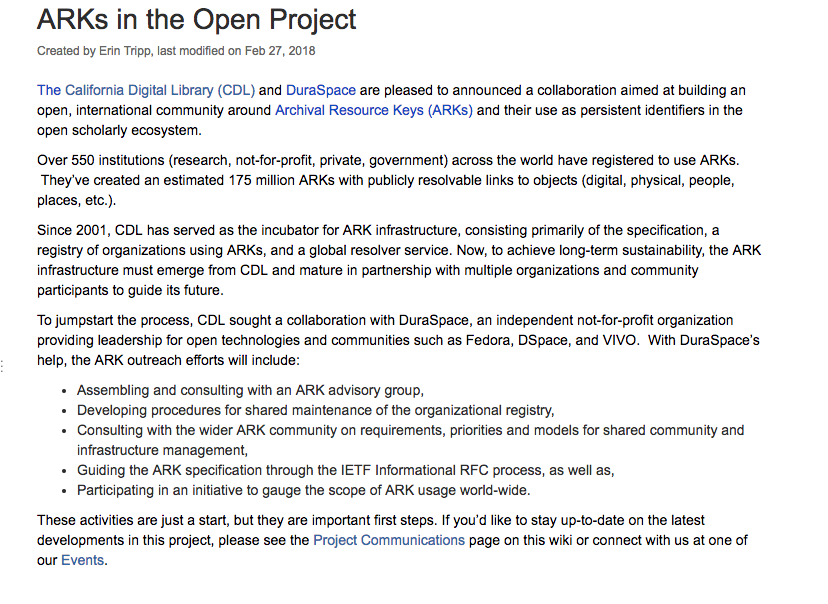 ARKs in the Open Project
Created by Erin Tripp, last modified on Feb 27, 2018
The California Digital Library (CDL) and DuraSpace are pleased to announced a collaboration aimed at building an
open, international community around Archival Resource Keys (ARKs) and their use as persistent identifiers in the
open scholarly ecosystem.
Over 550 institutions (research, not-for-profit, private, government) across the world have registered to use ARKs.
They've created an estimated 175 million ARKs with publicly resolvable links to objects (digital, physical, people,
places, etc.).
Since 2001, CDL has served as the incubator for ARK infrastructure, consisting primarily of the specification, a
registry of organizations using ARKs, and a global resolver service. Now, to achieve long-term sustainability, the ARK
infrastructure must emerge from CDL and mature in partnership with multiple organizations and community
participants to guide its future.
To jumpstart the process, CDL sought a collaboration with DuraSpace, an independent not-for-profit organization
providing leadership for open technologies and communities such as Fedora, DSpace, and VIVO.  With DuraSpace's
help, the ARK outreach efforts will include:
• Assembling and consulting with an ARK advisory group,
• Developing procedures for shared maintenance of the organizational registry,
• Consulting with the wider ARK community on requirements, priorities and models for shared community and
infrastructure management,
• Guiding the ARK specification through the IETF Informational RFC process, as well as,
• Participating in an initiative to gauge the scope of ARK usage world-wide.
These activities are just a start, but they are important first steps. If you'd like to stay up-to-date on the latest
developments in this project, please see the Project Communications page on this wiki or connect with us at one of
our Events.